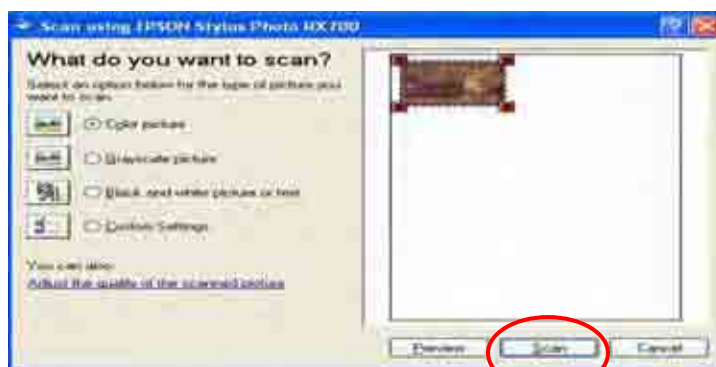 Scan using EPSON Stylus Photo RX700
What do you want to scan?
Select an option below for the type of picture you
want to scan.
Color picture
Grayscale picture
Black and white picture or text
Custom Settings
You can also:
Adjust the quality of the scanned picture
Preview Scan Cancel